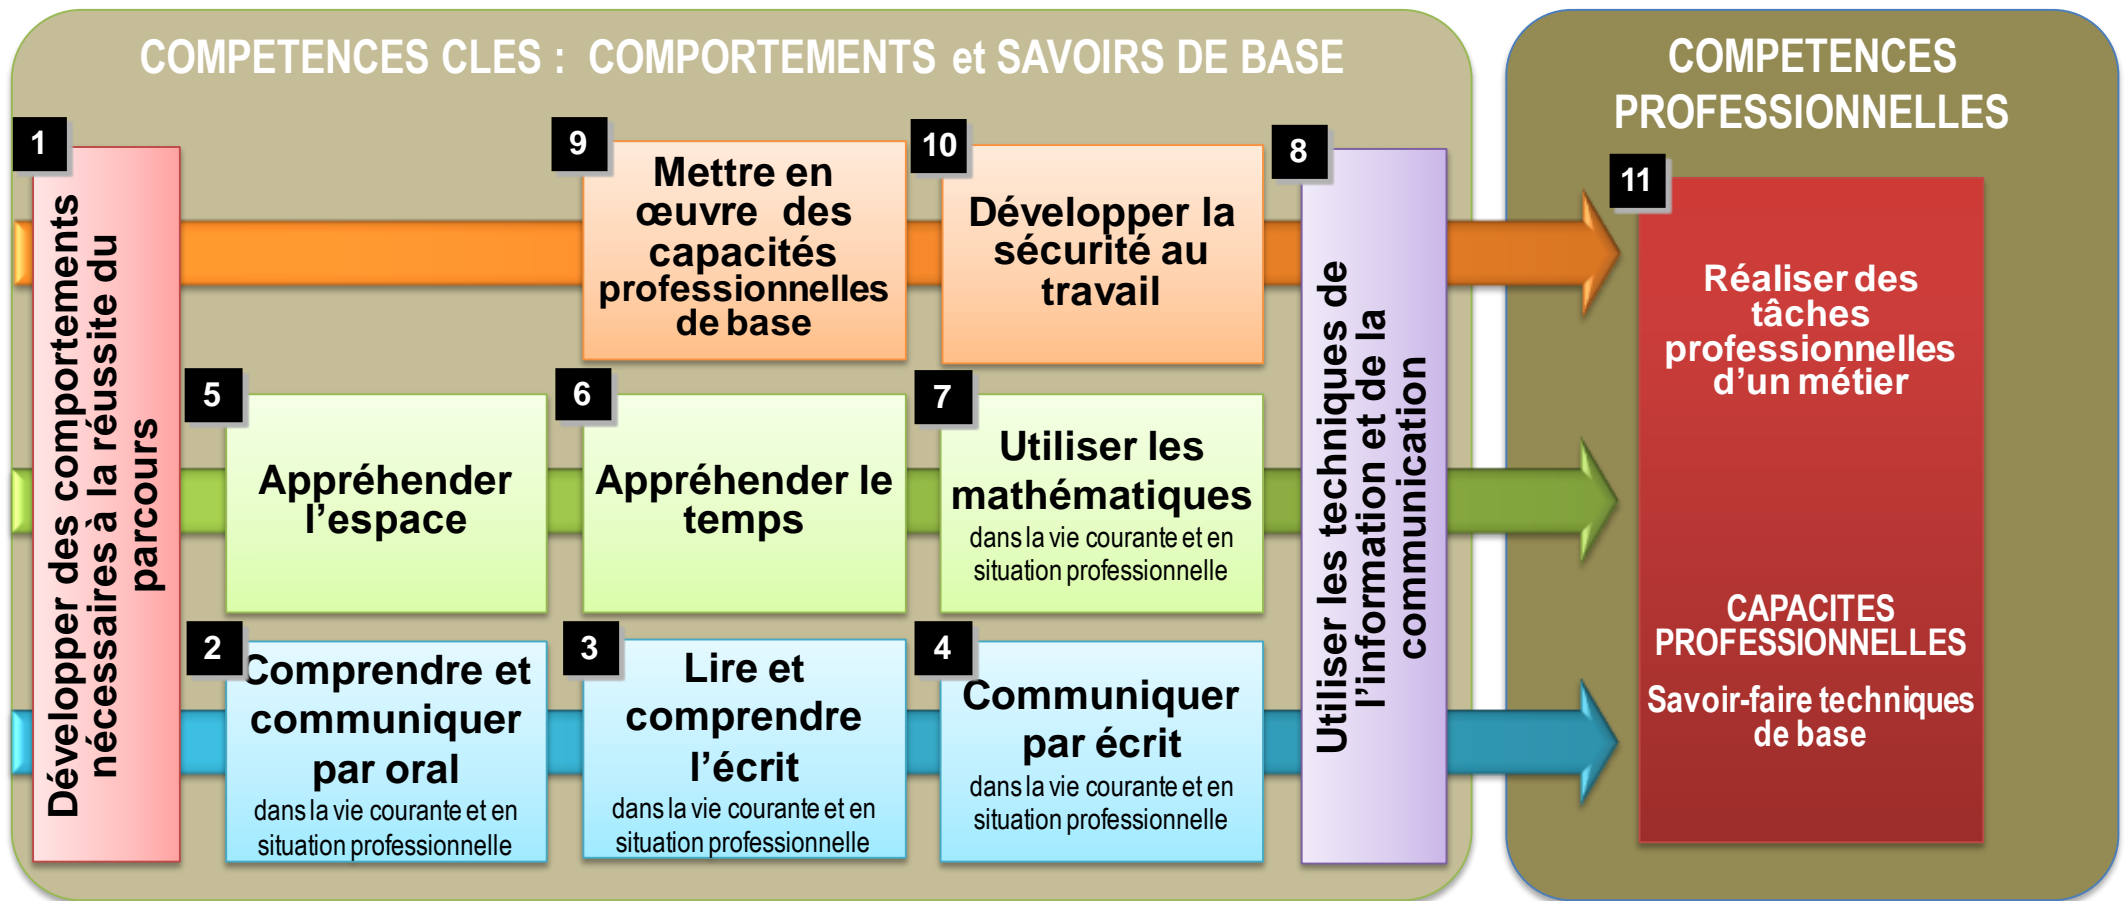 COMPETENCES CLES : COMPORTEMENTS et SAVOIRS DE BASE
1
Développer des comportements
nécessaires à la réussite du
parcours
9
Mettre en
œuvre des
capacités
professionnelles
de base
10
Développer la
sécurité au
travail
5
Appréhender
l’espace
6
Appréhender le
temps
7
Utiliser les
mathématiques
dans la vie courante et en
situation professionnelle
2
Comprendre et
communiquer
par oral
dans la vie courante et en
situation professionnelle
3
Lire et
comprendre
l’écrit
dans la vie courante et en
situation professionnelle
4
Communiquer
par écrit
dans la vie courante et en
situation professionnelle
8
Utiliser les techniques de
l’information et de la
communication
COMPETENCES
PROFESSIONNELLES
11
Réaliser des
tâches
professionnelles
d’un métier
CAPACITES
PROFESSIONNELLES
Savoir-faire techniques
de base